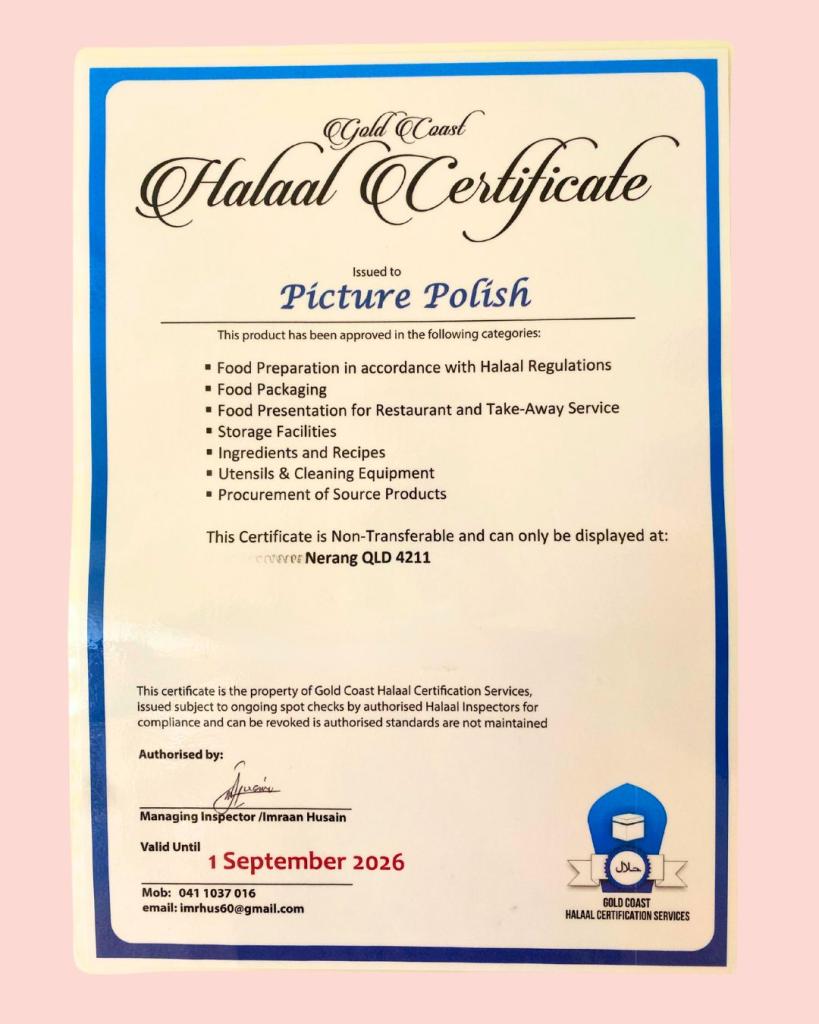 Gold Coast
Halaal Certificate
Issued to
Picture Polish
This product has been approved in the following categories:
▪ Food Preparation in accordance with Halaal Regulations
▪ Food Packaging
▪ Food Presentation for Restaurant and Take-Away Service
▪ Storage Facilities
▪ Ingredients and Recipes
▪ Utensils & Cleaning Equipment
▪ Procurement of Source Products
This Certificate is Non-Transferable and can only be displayed at:
Nerang QLD 4211
This certificate is the property of Gold Coast Halaal Certification Services,
issued subject to ongoing spot checks by authorised Halaal Inspectors for
compliance and can be revoked is authorised standards are not maintained
Authorised by:
Managing Inspector /Imraan Husain
Valid Until
1 September 2026
Mob: 041 1037 016
email: imrhus60@gmail.com
حلال
GOLD COAST
HALAAL CERTIFICATION SERVICES